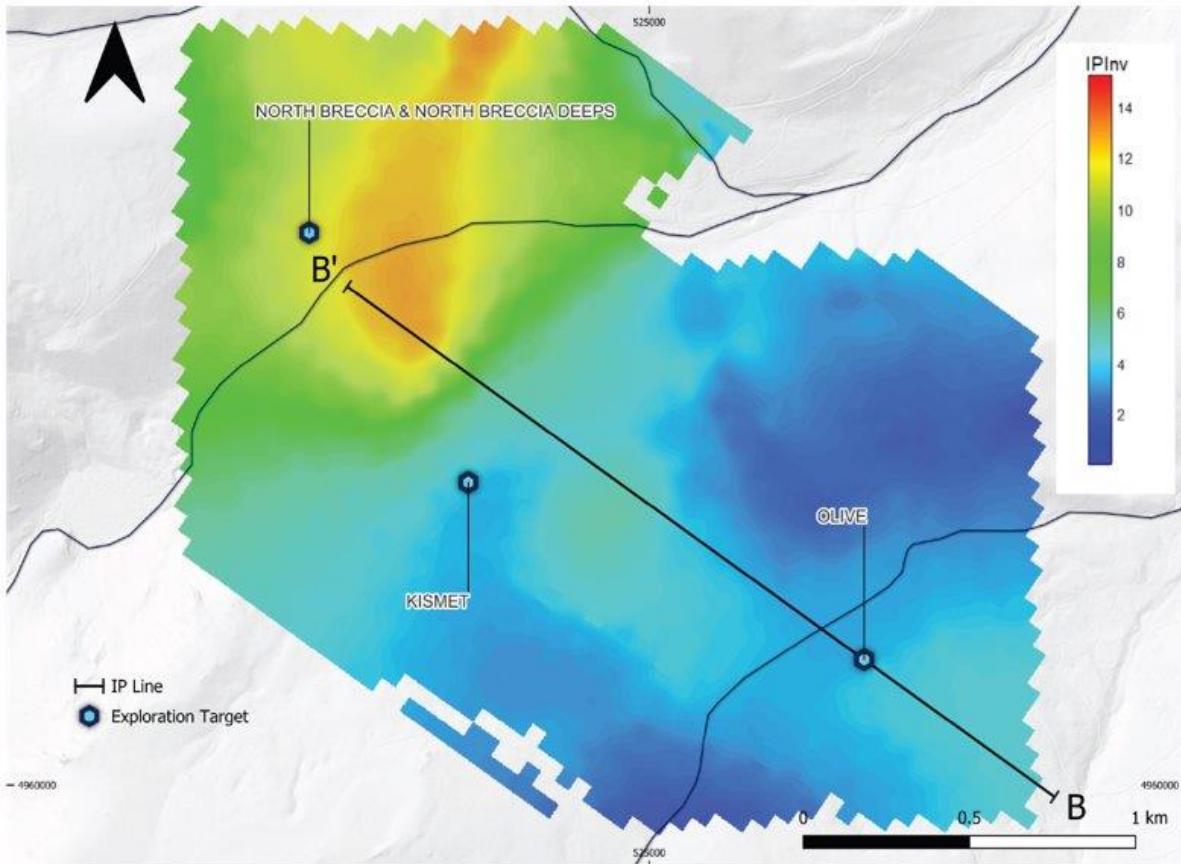 525000
IPInv
14
12
10
8
6
4
2
NORTH BRECCIA & NORTH BRECCIA DEEPS
B'
OLIVE
KISMET
IP Line
Exploration Target
4960000
4960000
B
0
0.5
1 km
525000